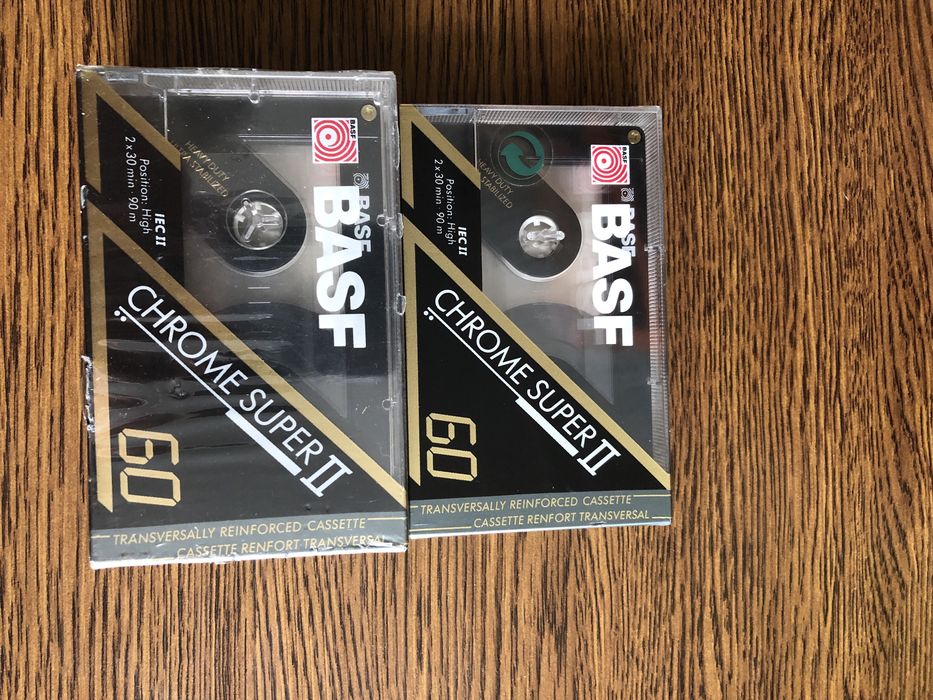 BASF
HEAVY DUTY
STABILIZED
BASF
BASF
IEC II
Position: High
2 x 30 min · 90 m
CHROME SUPER II
60
TRANSVERSALLY REINFORCED CASSETTE
CASSETTE RENFORT TRANSVERSAL
BASF
HEAVY DUTY
STABILIZED
BASF
BASF
IEC II
Position: High
2 x 30 min · 90 m
CHROME SUPER II
60
TRANSVERSALLY REINFORCED CASSETTE
CASSETTE RENFORT TRANSVERSAL